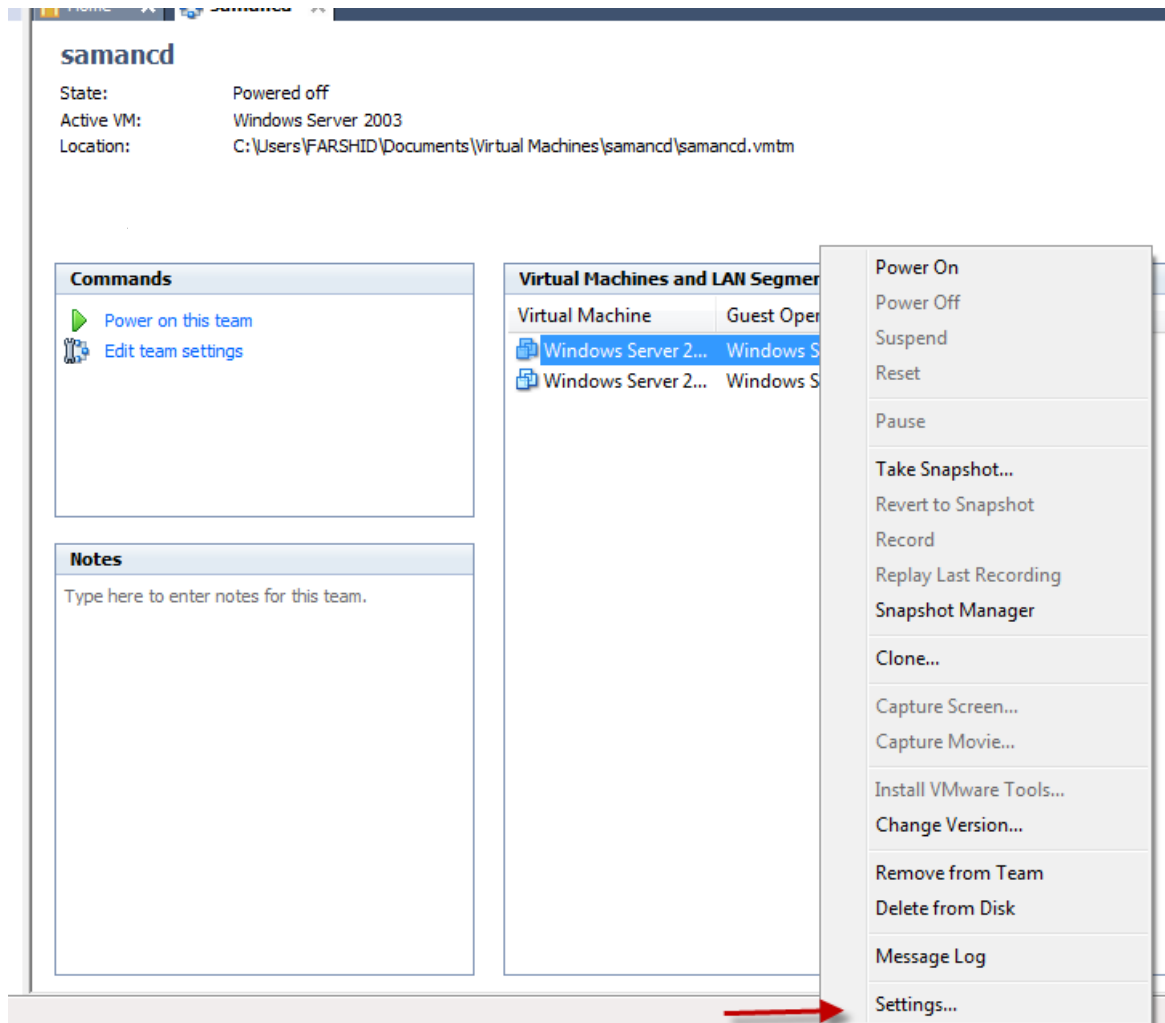 Home
samancd
samancd
State: Powered off
Active VM: Windows Server 2003
Location: C:\Users\FARSHID\Documents\Virtual Machines\samancd\samancd.vmtm
Commands
Power on this team
Edit team settings
Notes
Type here to enter notes for this team.
Virtual Machines and LAN Segmer
Virtual Machine Guest Oper
Windows Server 2... Windows S
Windows Server 2... Windows S
Power On
Power Off
Suspend
Reset
Pause
Take Snapshot...
Revert to Snapshot
Record
Replay Last Recording
Snapshot Manager
Clone...
Capture Screen...
Capture Movie...
Install VMware Tools...
Change Version...
Remove from Team
Delete from Disk
Message Log
Settings...